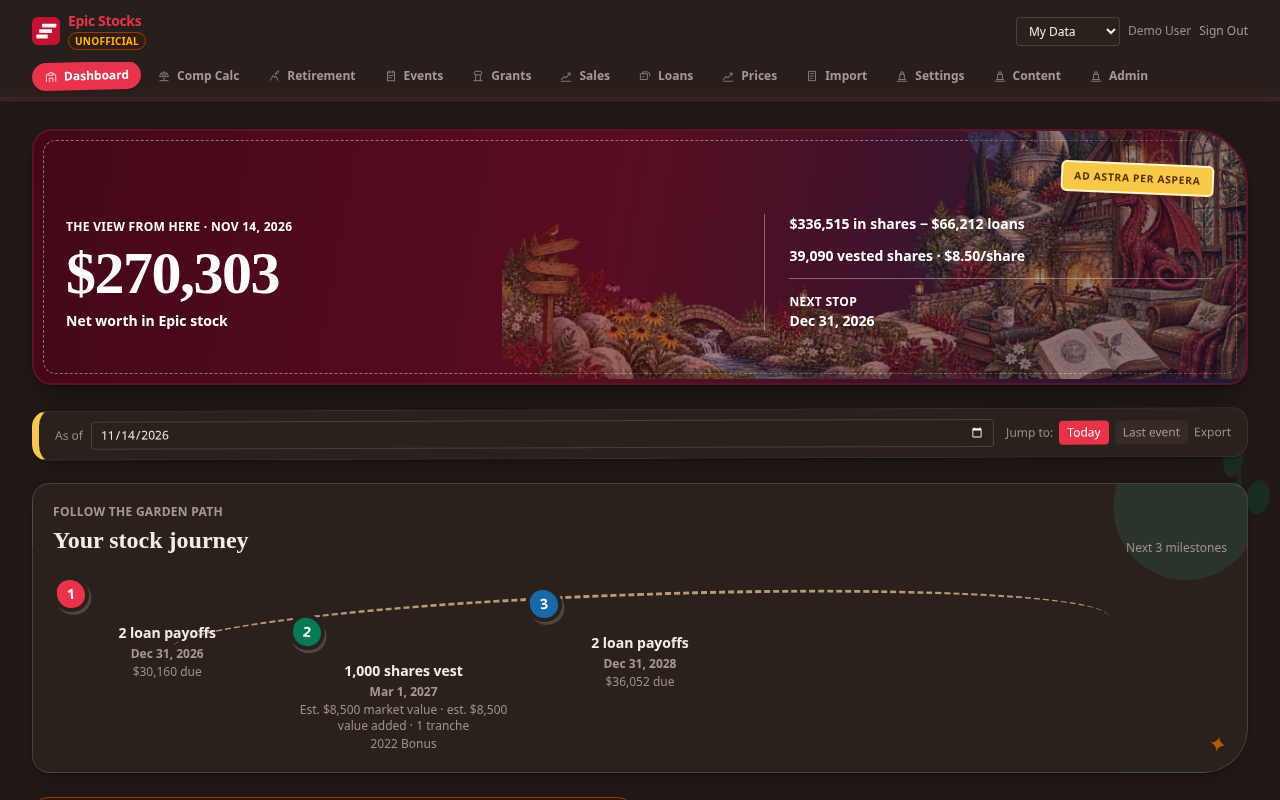 Epic Stocks
UNOFFICIAL
My Data
Demo User
Sign Out
Dashboard
Comp Calc
Retirement
Events
Grants
Sales
Loans
Prices
Import
Settings
Content
Admin
AD ASTRA PER ASPERA
THE VIEW FROM HERE · NOV 14, 2026
$270,303
Net worth in Epic stock
$336,515 in shares − $66,212 loans
39,090 vested shares · $8.50/share
NEXT STOP
Dec 31, 2026
As of
11/14/2026
Jump to:
Today
Last event
Export
FOLLOW THE GARDEN PATH
Your stock journey
Next 3 milestones
1
2 loan payoffs
Dec 31, 2026
$30,160 due
2
1,000 shares vest
Mar 1, 2027
Est. $8,500 market value · est. $8,500
value added · 1 tranche
2022 Bonus
3
2 loan payoffs
Dec 31, 2028
$36,052 due